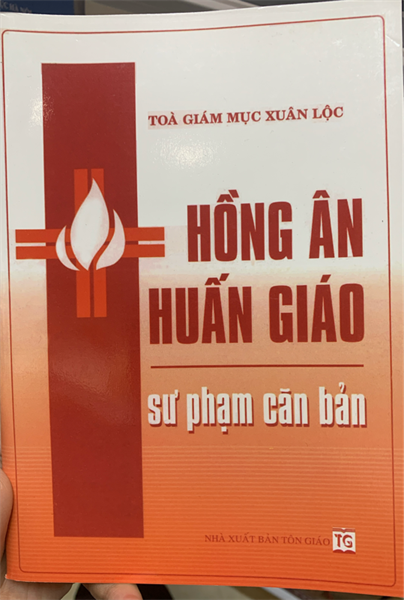 TOÀ GIÁM MỤC XUÂN LỘC
HỒNG ÂN
HUẤN GIÁO
sư phạm căn bản
NHÀ XUẤT BẢN TÔN GIÁO TG